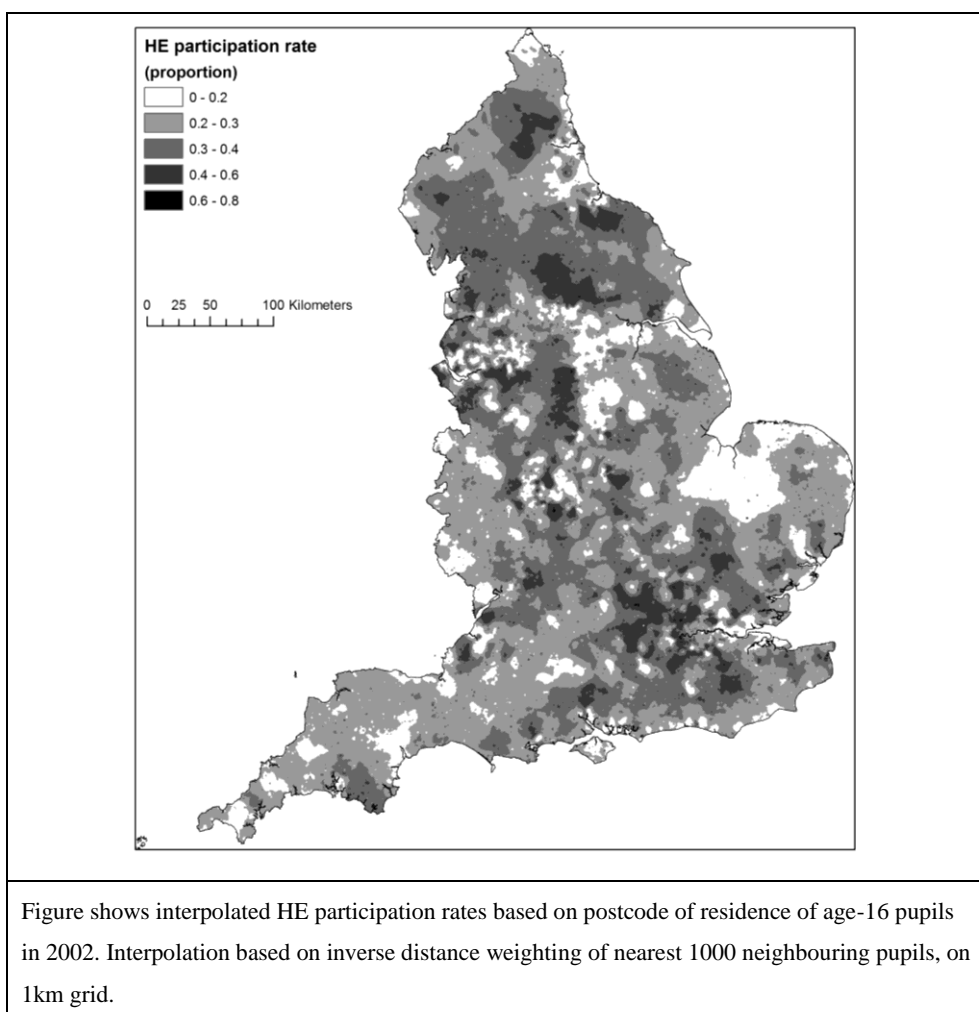 HE participation rate
(proportion)
0 - 0.2
0.2 - 0.3
0.3 - 0.4
0.4 - 0.6
0.6 - 0.8
0 25 50 100 Kilometers
Figure shows interpolated HE participation rates based on postcode of residence of age-16 pupils
in 2002. Interpolation based on inverse distance weighting of nearest 1000 neighbouring pupils, on
1km grid.